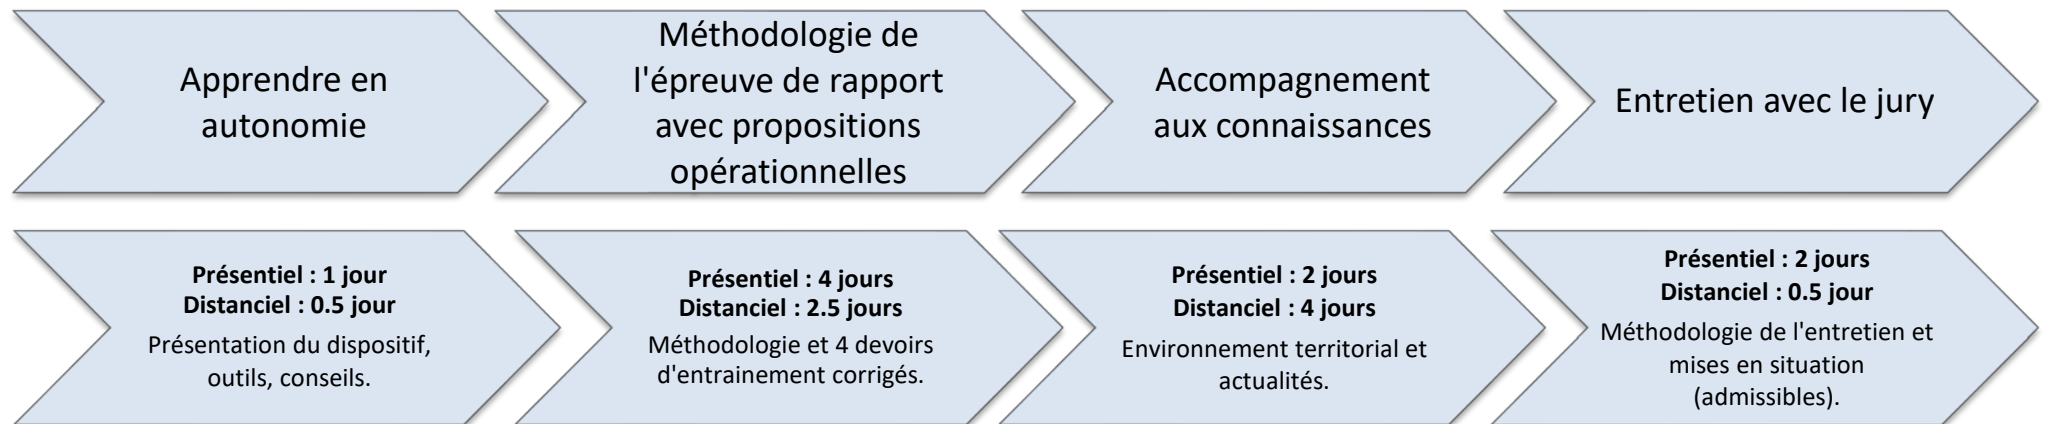 Apprendre en
autonomie
Méthodologie de
l'épreuve de rapport
avec propositions
opérationnelles
Accompagnement
aux connaissances
Entretien avec le jury
Présentiel : 1 jour
Distanciel : 0.5 jour
Présentation du dispositif,
outils, conseils.
Présentiel : 4 jours
Distanciel : 2.5 jours
Méthodologie et 4 devoirs
d'entrainement corrigés.
Présentiel : 2 jours
Distanciel : 4 jours
Environnement territorial et
actualités.
Présentiel : 2 jours
Distanciel : 0.5 jour
Méthodologie de l'entretien et
mises en situation
(admissibles).